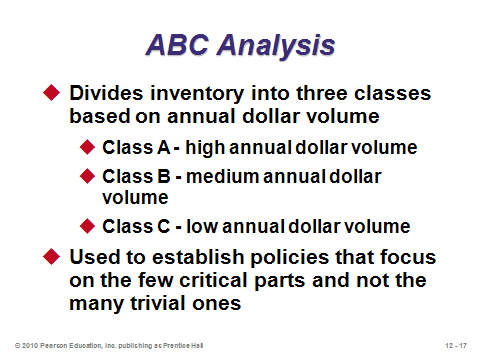 ABC Analysis
Divides inventory into three classes
based on annual dollar volume
Class A - high annual dollar volume
Class B - medium annual dollar
volume
Class C - low annual dollar volume
Used to establish policies that focus
on the few critical parts and not the
many trivial ones
© 2010 Pearson Education, Inc. publishing as Prentice Hall
12 - 17